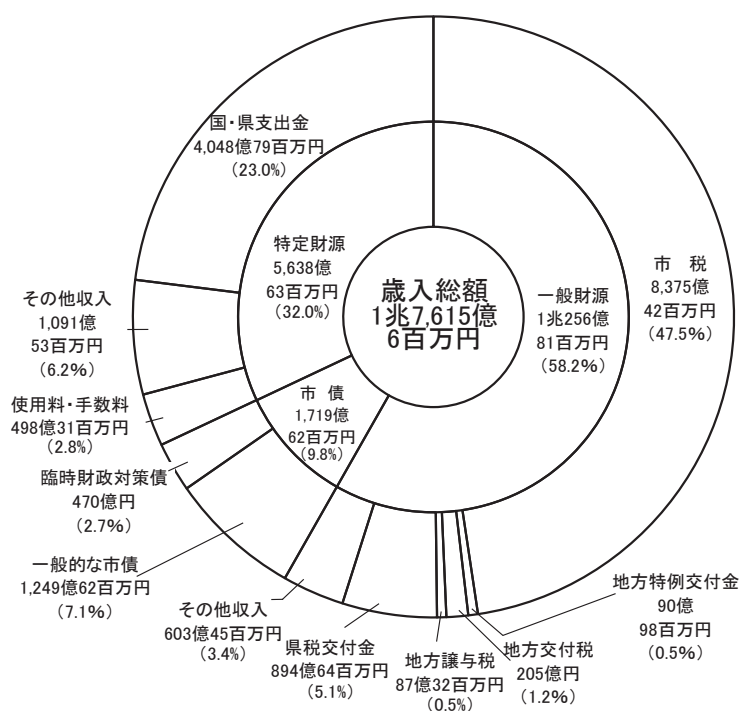 国・県支出金
4,048億79百万円
(23.0%)
特定財源
5,638億
63百万円
(32.0%)
歳入総額
1兆7,615億
6百万円
一般財源
1兆256億
81百万円
(58.2%)
市　税
8,375億
42百万円
(47.5%)
その他収入
1,091億
53百万円
(6.2%)
市　債
1,719億
62百万円
(9.8%)
使用料・手数料
498億31百万円
(2.8%)
臨時財政対策債
470億円
(2.7%)
一般的な市債
1,249億62百万円
(7.1%)
その他収入
603億45百万円
(3.4%)
県税交付金
894億64百万円
(5.1%)
地方譲与税
87億32百万円
(0.5%)
地方交付税
205億円
(1.2%)
地方特例交付金
90億
98百万円
(0.5%)